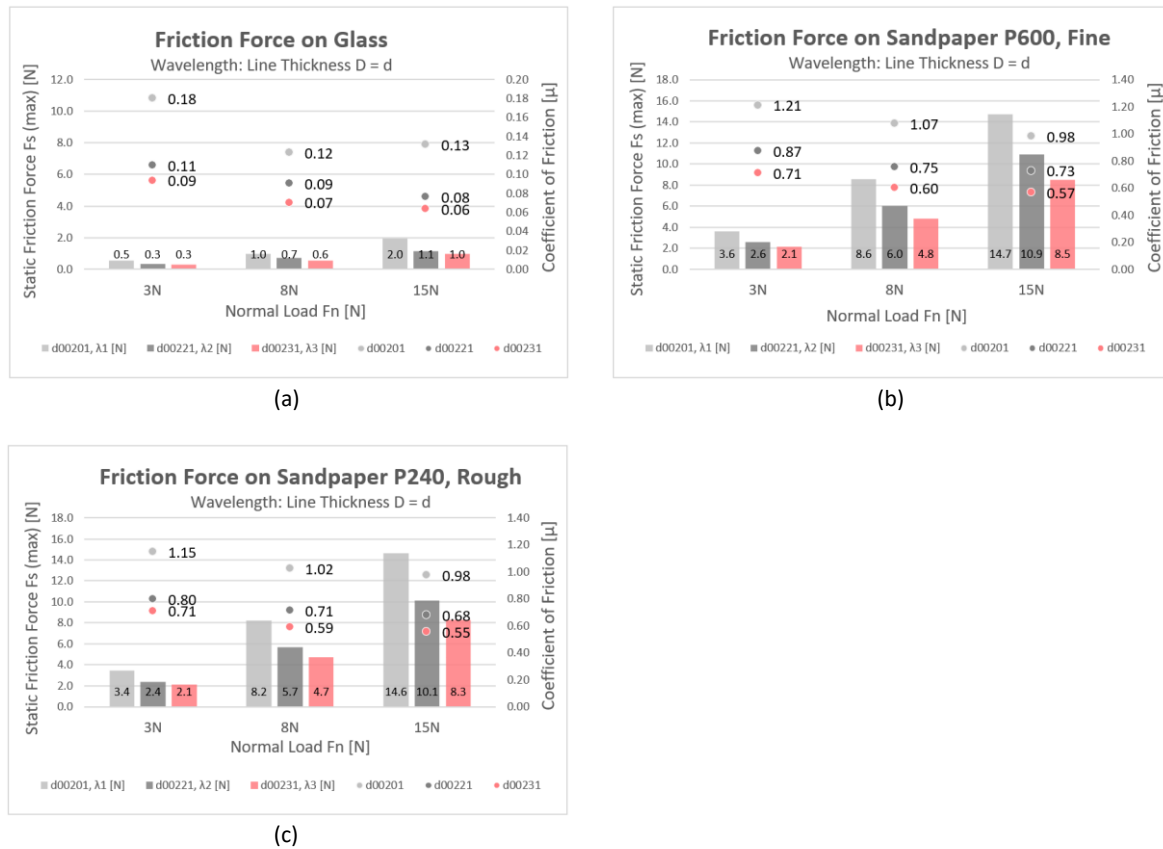 Friction Force on Glass
Wavelength: Line Thickness D = d
Static Friction Force Fs (max) [N]
12.0
10.0
8.0
6.0
4.0
2.0
0.0
0.18
0.11
0.09
0.12
0.09
0.07
0.13
0.08
0.06
0.5 0.3 0.3
1.0 0.7 0.6
2.0 1.1 1.0
0.20
0.18
0.16
0.14
0.12
0.10
0.08
0.06
0.04
0.02
0.00
Coefficient of Friction [µ]
3N 8N 15N
Normal Load Fn [N]
d00201, λ1 [N] d00221, λ2 [N] d00231, λ3 [N] d00201 d00221 d00231
(a)
Friction Force on Sandpaper P600, Fine
Wavelength: Line Thickness D = d
Static Friction Force Fs (max) [N]
18.0
16.0
14.0
12.0
10.0
8.0
6.0
4.0
2.0
0.0
1.21
0.87
0.71
1.07
0.75
0.60
0.98
0.73
0.57
3.6 2.6 2.1
8.6 6.0 4.8
14.7 10.9 8.5
1.40
1.20
1.00
0.80
0.60
0.40
0.20
0.00
Coefficient of Friction [µ]
3N 8N 15N
Normal Load Fn [N]
d00201, λ1 [N] d00221, λ2 [N] d00231, λ3 [N] d00201 d00221 d00231
(b)
Friction Force on Sandpaper P240, Rough
Wavelength: Line Thickness D = d
Static Friction Force Fs (max) [N]
18.0
16.0
14.0
12.0
10.0
8.0
6.0
4.0
2.0
0.0
1.15
0.80
0.71
1.02
0.71
0.59
0.98
0.68
0.55
3.4 2.4 2.1
8.2 5.7 4.7
14.6 10.1 8.3
1.40
1.20
1.00
0.80
0.60
0.40
0.20
0.00
Coefficient of Friction [µ]
3N 8N 15N
Normal Load Fn [N]
d00201, λ1 [N] d00221, λ2 [N] d00231, λ3 [N] d00201 d00221 d00231
(c)